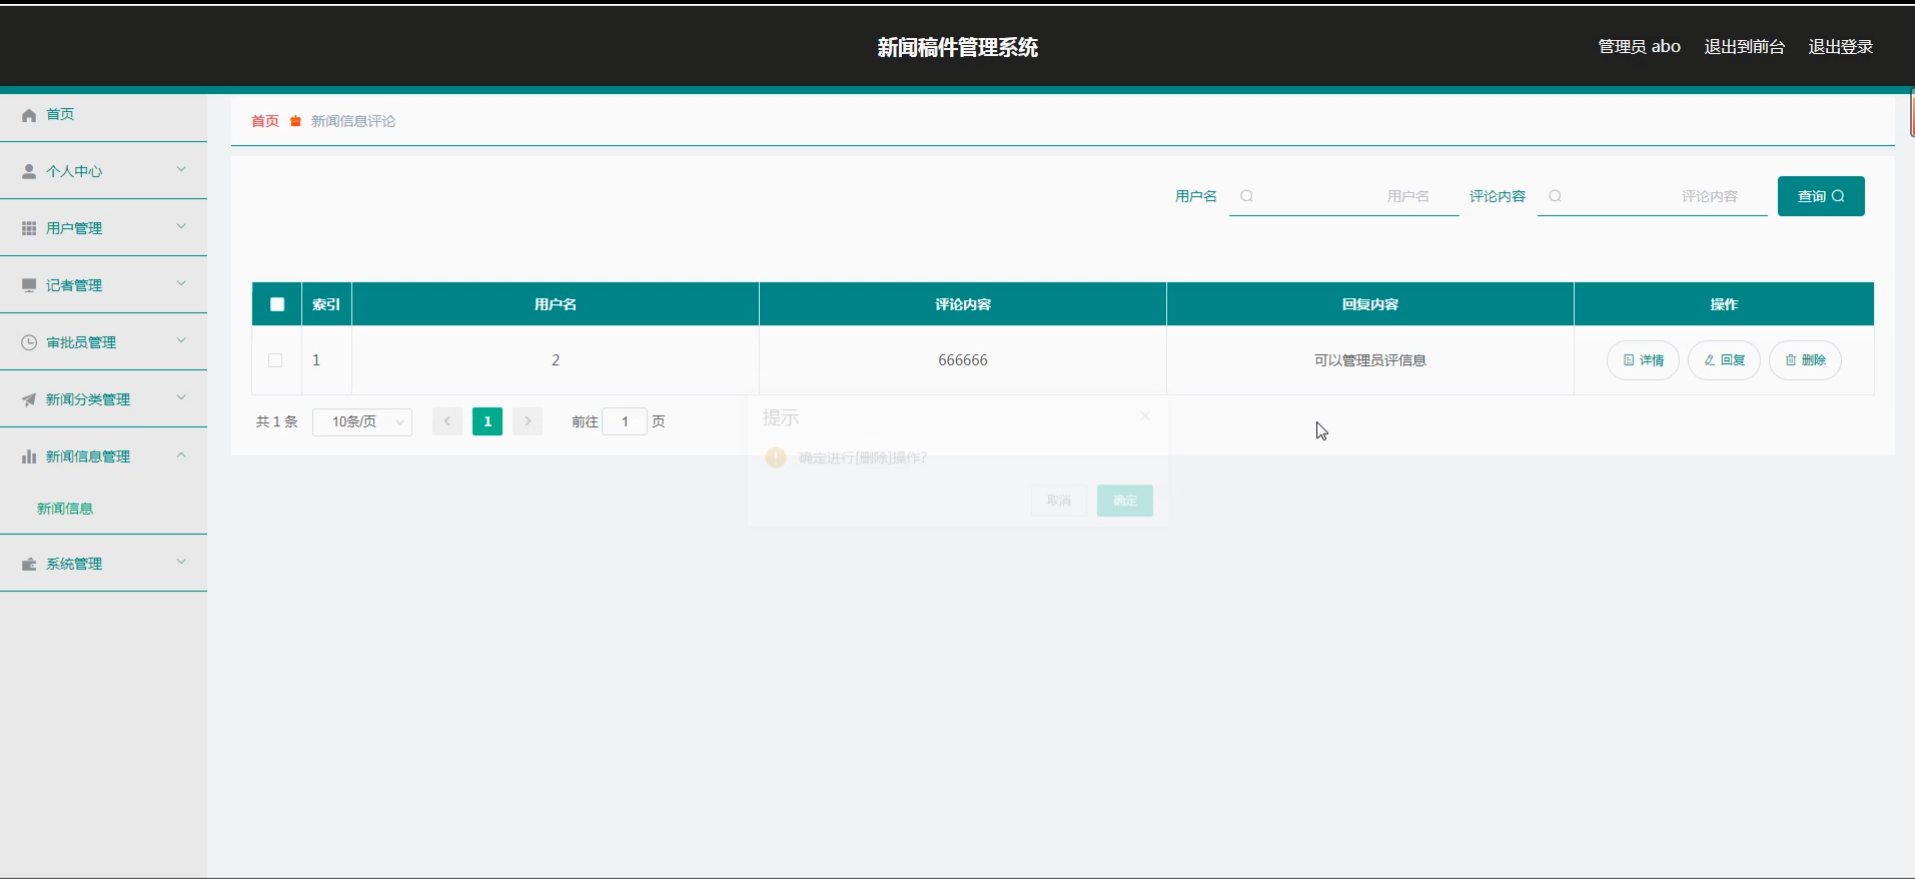 新闻稿件管理系统
管理员 abo 退出到前台 退出登录
首页
个人中心
用户管理
记者管理
审批员管理
新闻分类管理
新闻信息管理
新闻信息
系统管理
首页 新闻信息评论
用户名 用户名 评论内容 评论内容 查询
索引 用户名 评论内容 回复内容 操作
1 2 666666 可以管理员评信息 详情 回复 删除
共 1 条 10条/页 1 前往 1 页
提示
确定进行[删除]操作?
取消 确定